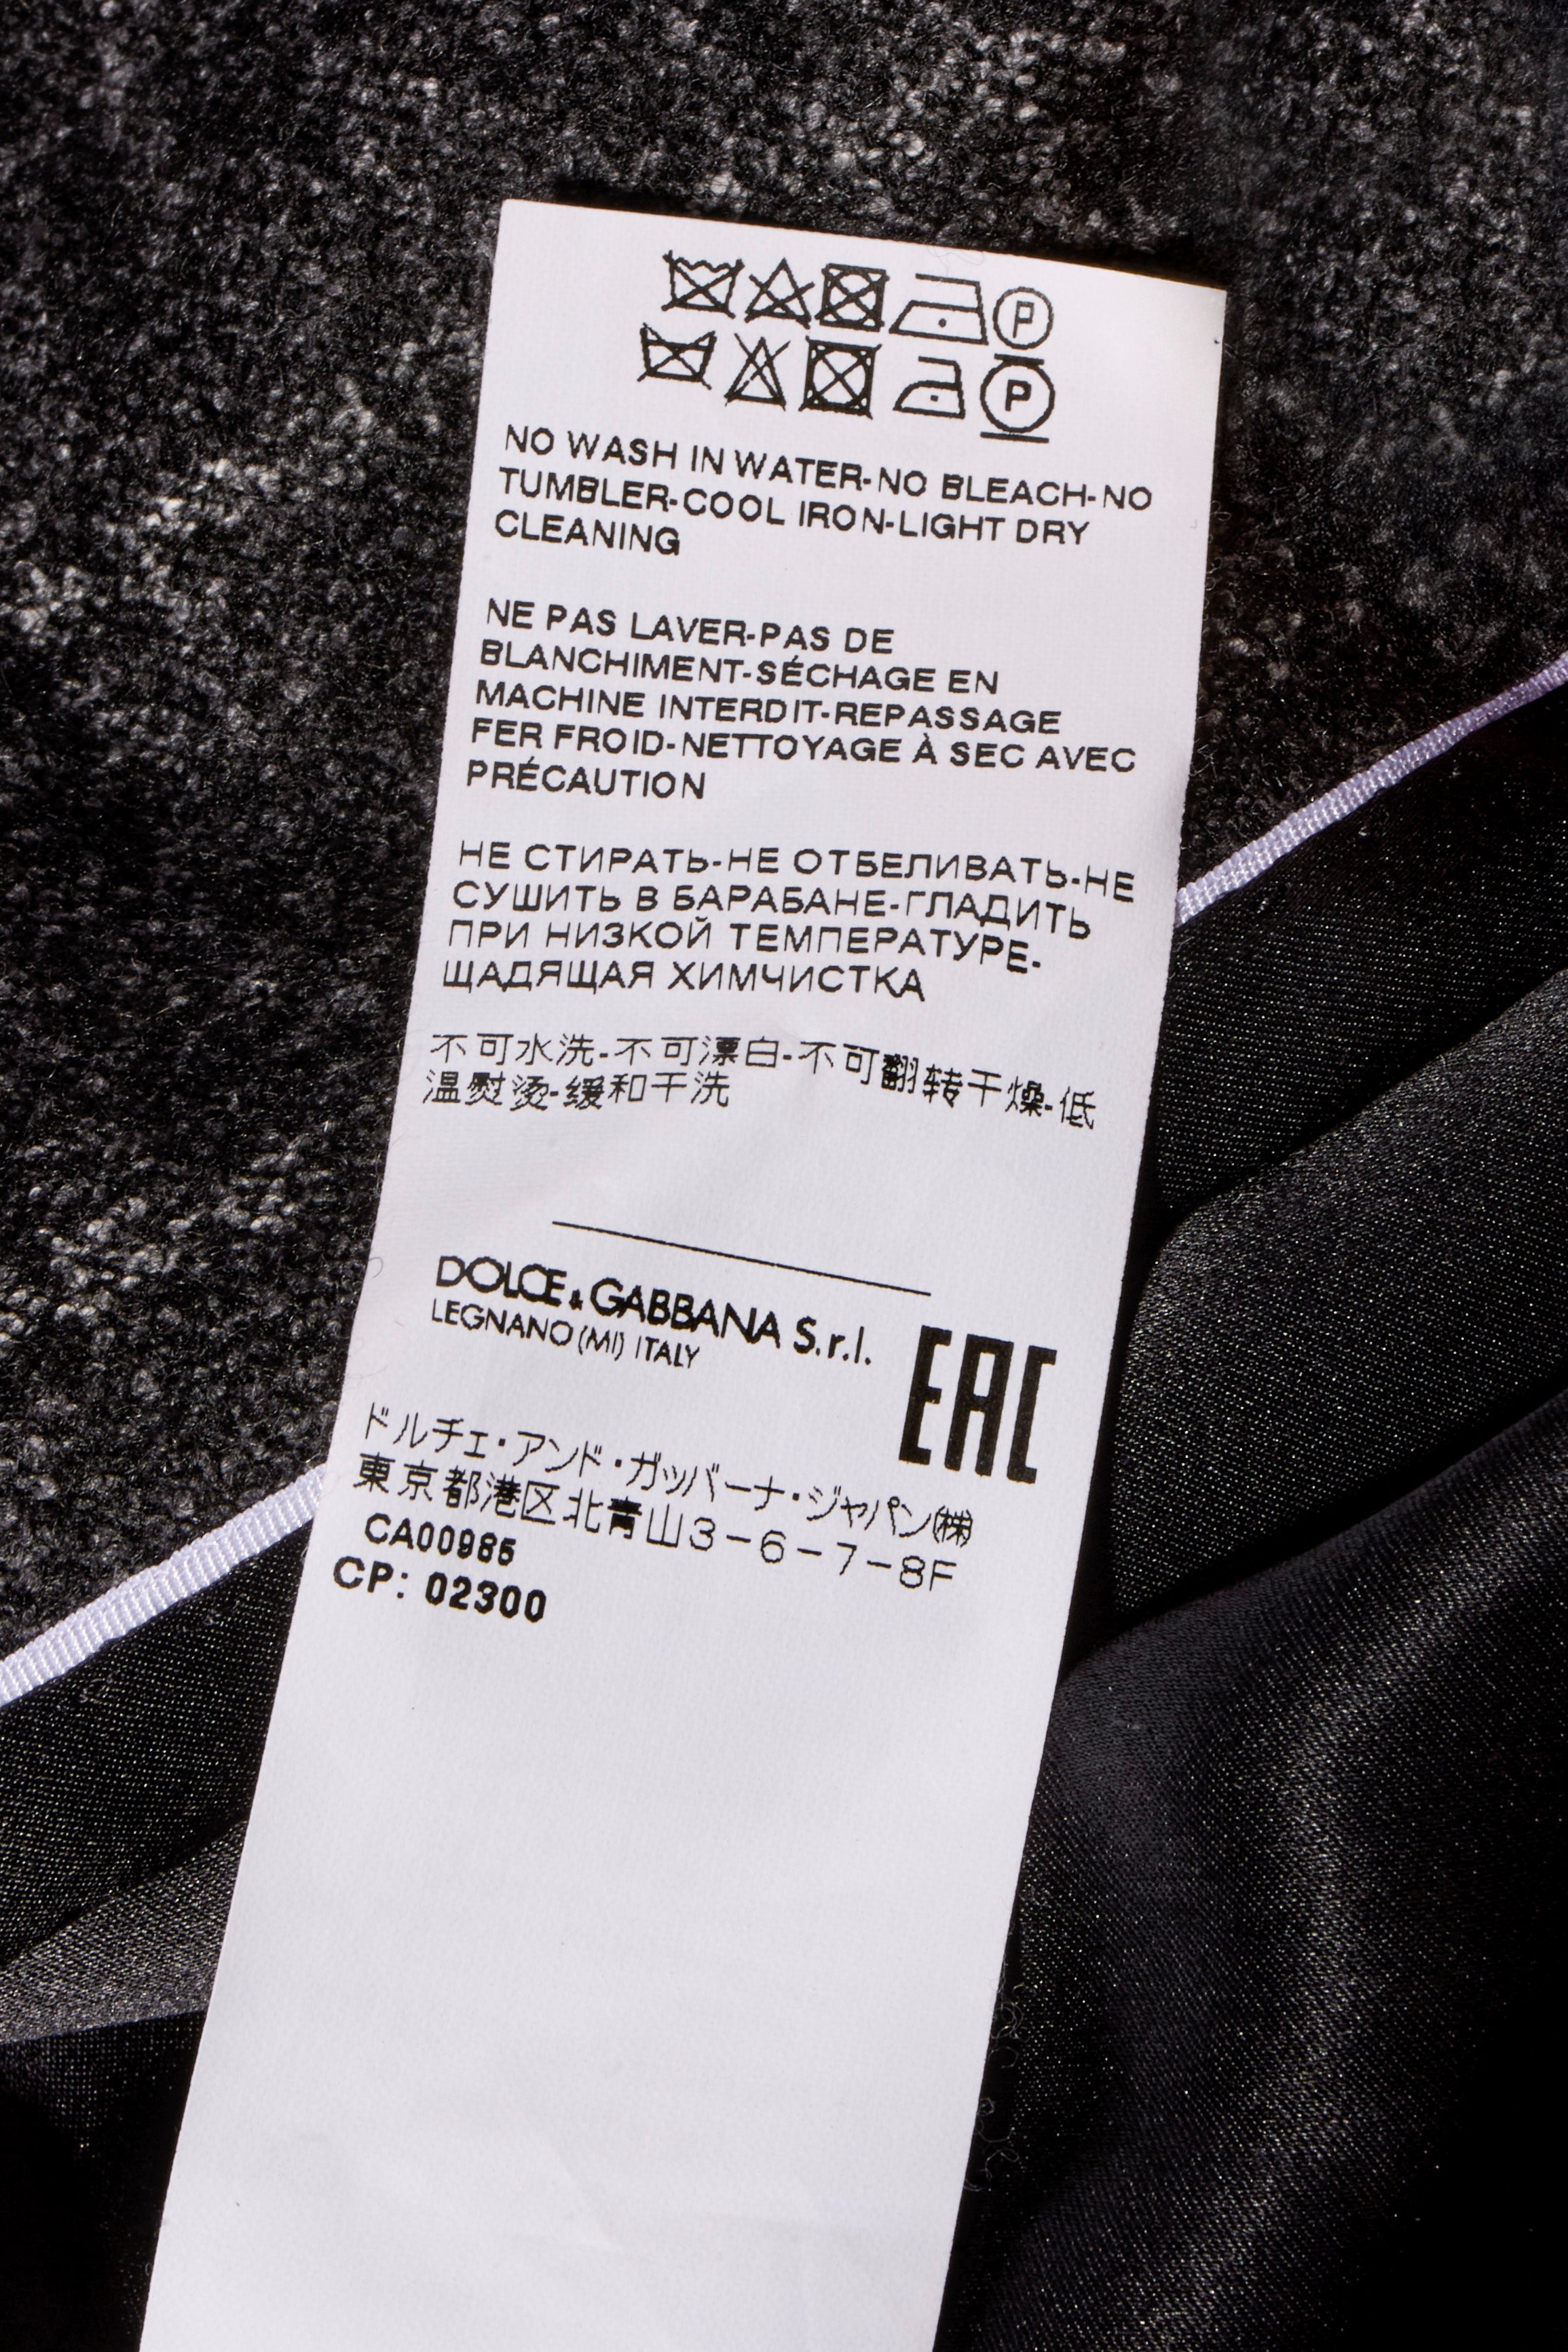 P
P
NO WASH IN WATER-NO BLEACH-NO
TUMBLER-COOL IRON-LIGHT DRY
CLEANING
NE PAS LAVER-PAS DE
BLANCHIMENT-SÉCHAGE EN
MACHINE INTERDIT-REPASSAGE
FER FROID-NETTOYAGE À SEC AVEC
PRÉCAUTION
НЕ СТИРАТЬ-НЕ ОТБЕЛИВАТЬ-НЕ
СУШИТЬ В БАРАБАНЕ-ГЛАДИТЬ
ПРИ НИЗКОЙ ТЕМПЕРАТУРЕ-
ЩАДЯЩАЯ ХИМЧИСТКА
不可水洗-不可漂白-不可翻转干燥-低
温熨烫-缓和干洗
DOLCE & GABBANA S.r.l.
LEGNANO (MI) ITALY
EAC
ドルチェ・アンド・ガッバーナ・ジャパン㈱
東京都港区北青山3-6-7-8F
CA00985
CP: 02300